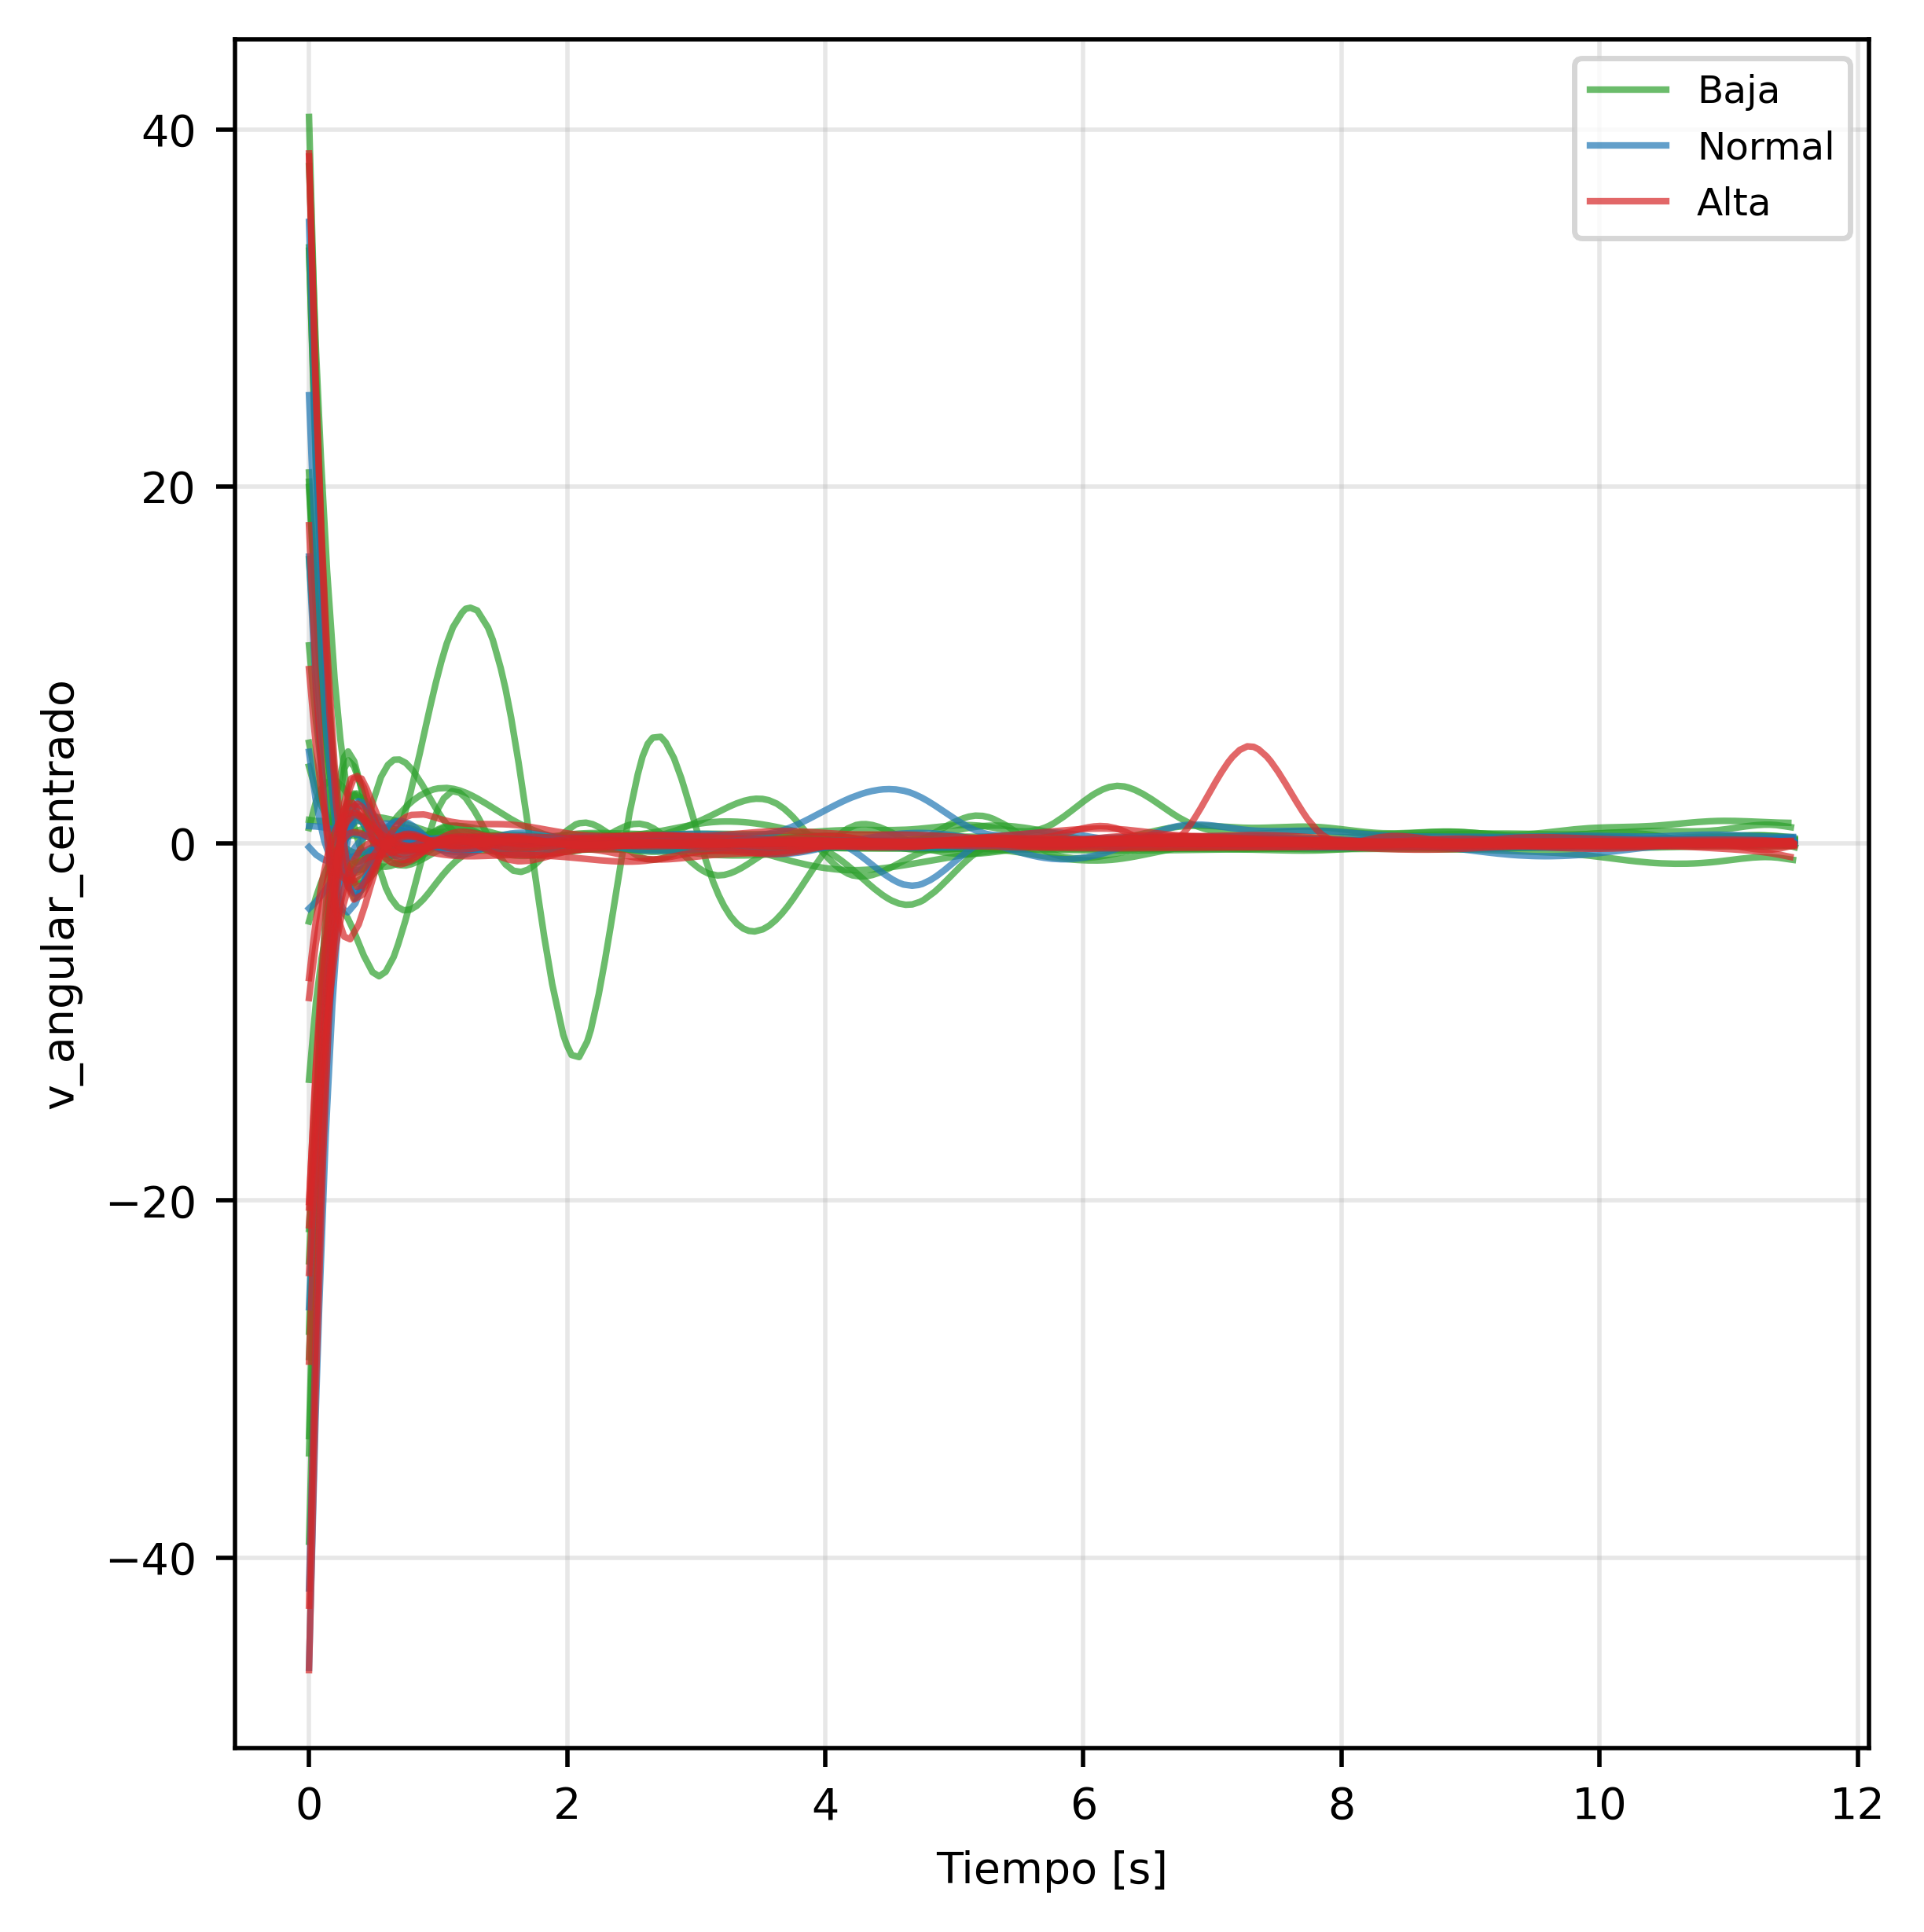 Baja
Normal
Alta
40
20
0
−20
−40
v_angular_centrado
0 2 4 6 8 10 12
Tiempo [s]